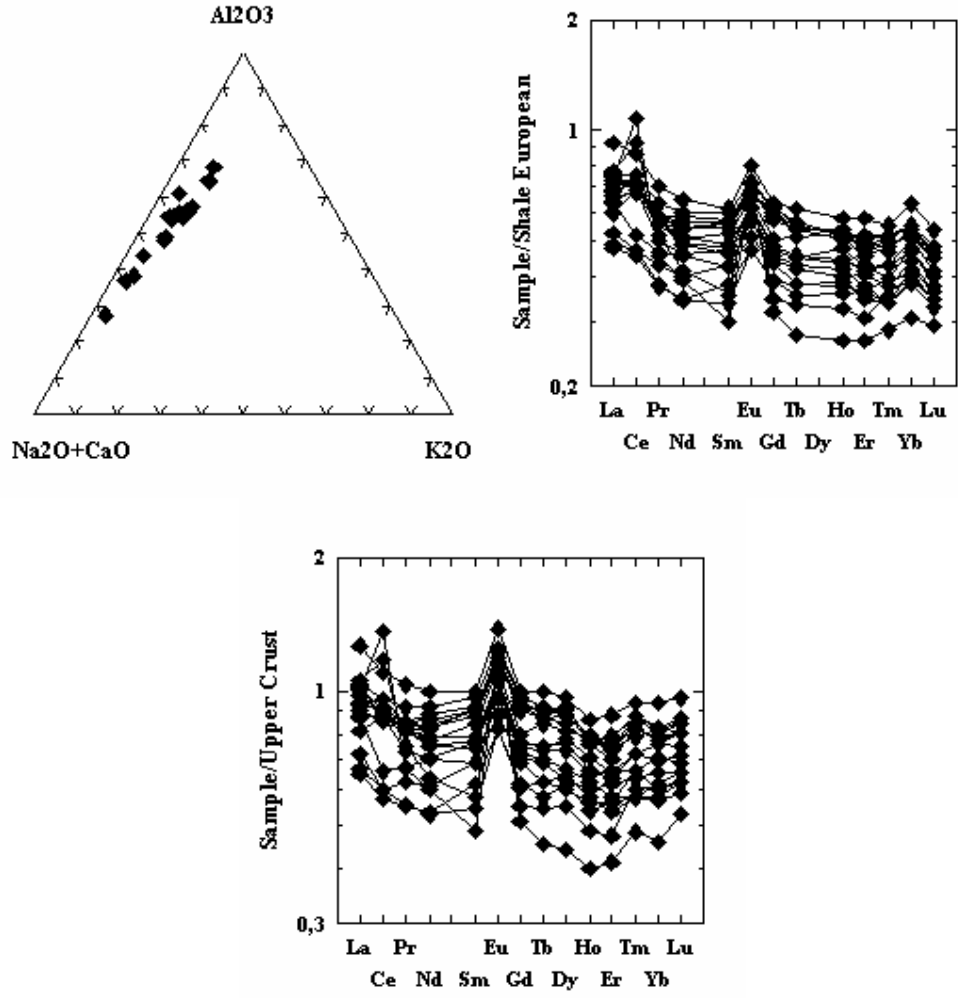 Al2O3
Na2O+CaO K2O
Sample/Shale European
2
1
0,2
La Pr Eu Tb Ho Tm Lu
Ce Nd Sm Gd Dy Er Yb
Sample/Upper Crust
2
1
0,3
La Pr Eu Tb Ho Tm Lu
Ce Nd Sm Gd Dy Er Yb